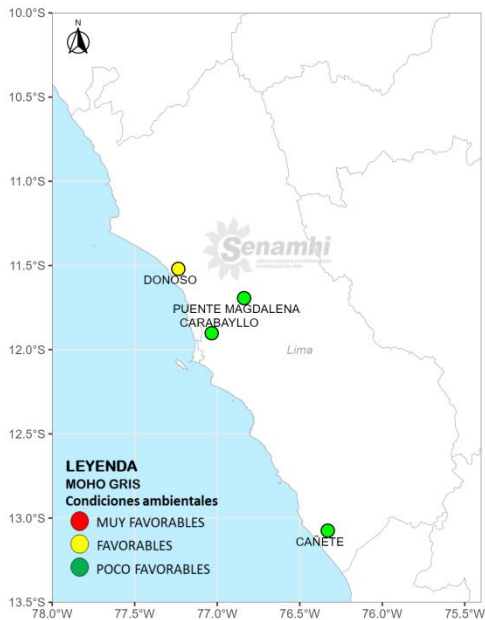 10.0°S
N
10.5°S
11.0°S
11.5°S
12.0°S
12.5°S
13.0°S
13.5°S
Senamhi
DONOSO
PUENTE MAGDALENA
CARABAYLLO
Lima
CAÑETE
LEYENDA
MOHO GRIS
Condiciones ambientales
MUY FAVORABLES
FAVORABLES
POCO FAVORABLES
78.0°W 77.5°W 77.0°W 76.5°W 76.0°W 75.5°W